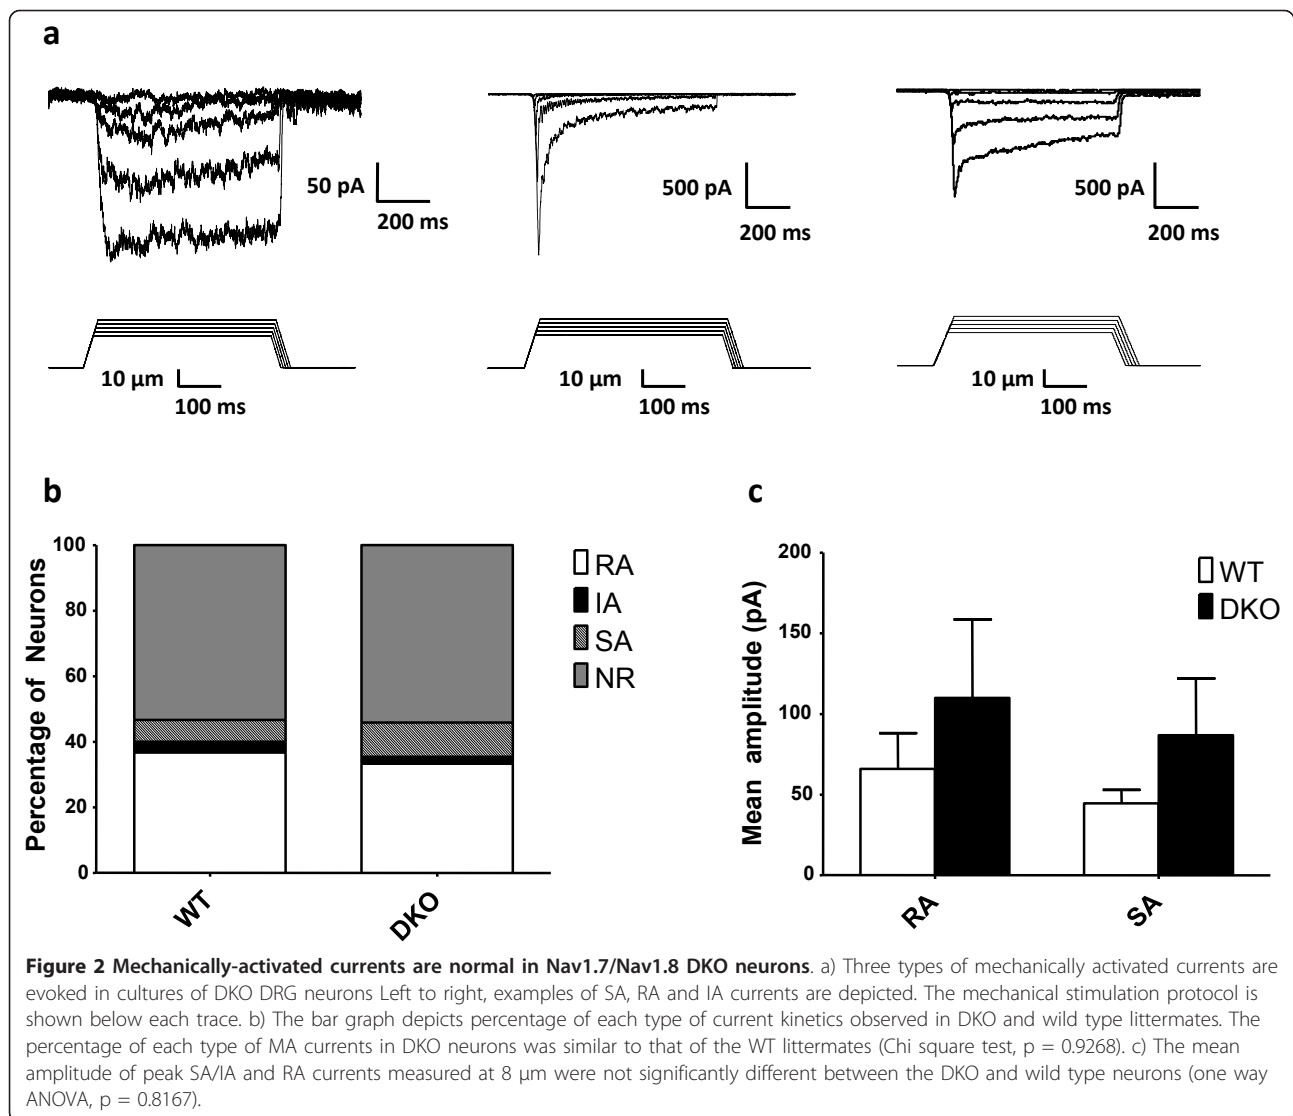 a
50 pA
200 ms
500 pA
200 ms
500 pA
200 ms
10 µm
100 ms
10 µm
100 ms
10 µm
100 ms
b
Percentage of Neurons
100
80
60
40
20
0
WT
DKO
RA
IA
SA
NR
c
Mean amplitude (pA)
200
150
100
50
0
RA
SA
WT
DKO
Figure 2 Mechanically-activated currents are normal in Nav1.7/Nav1.8 DKO neurons. a) Three types of mechanically activated currents are
evoked in cultures of DKO DRG neurons Left to right, examples of SA, RA and IA currents are depicted. The mechanical stimulation protocol is
shown below each trace. b) The bar graph depicts percentage of each type of current kinetics observed in DKO and wild type littermates. The
percentage of each type of MA currents in DKO neurons was similar to that of the WT littermates (Chi square test, p = 0.9268). c) The mean
amplitude of peak SA/IA and RA currents measured at 8 µm were not significantly different between the DKO and wild type neurons (one way
ANOVA, p = 0.8167).